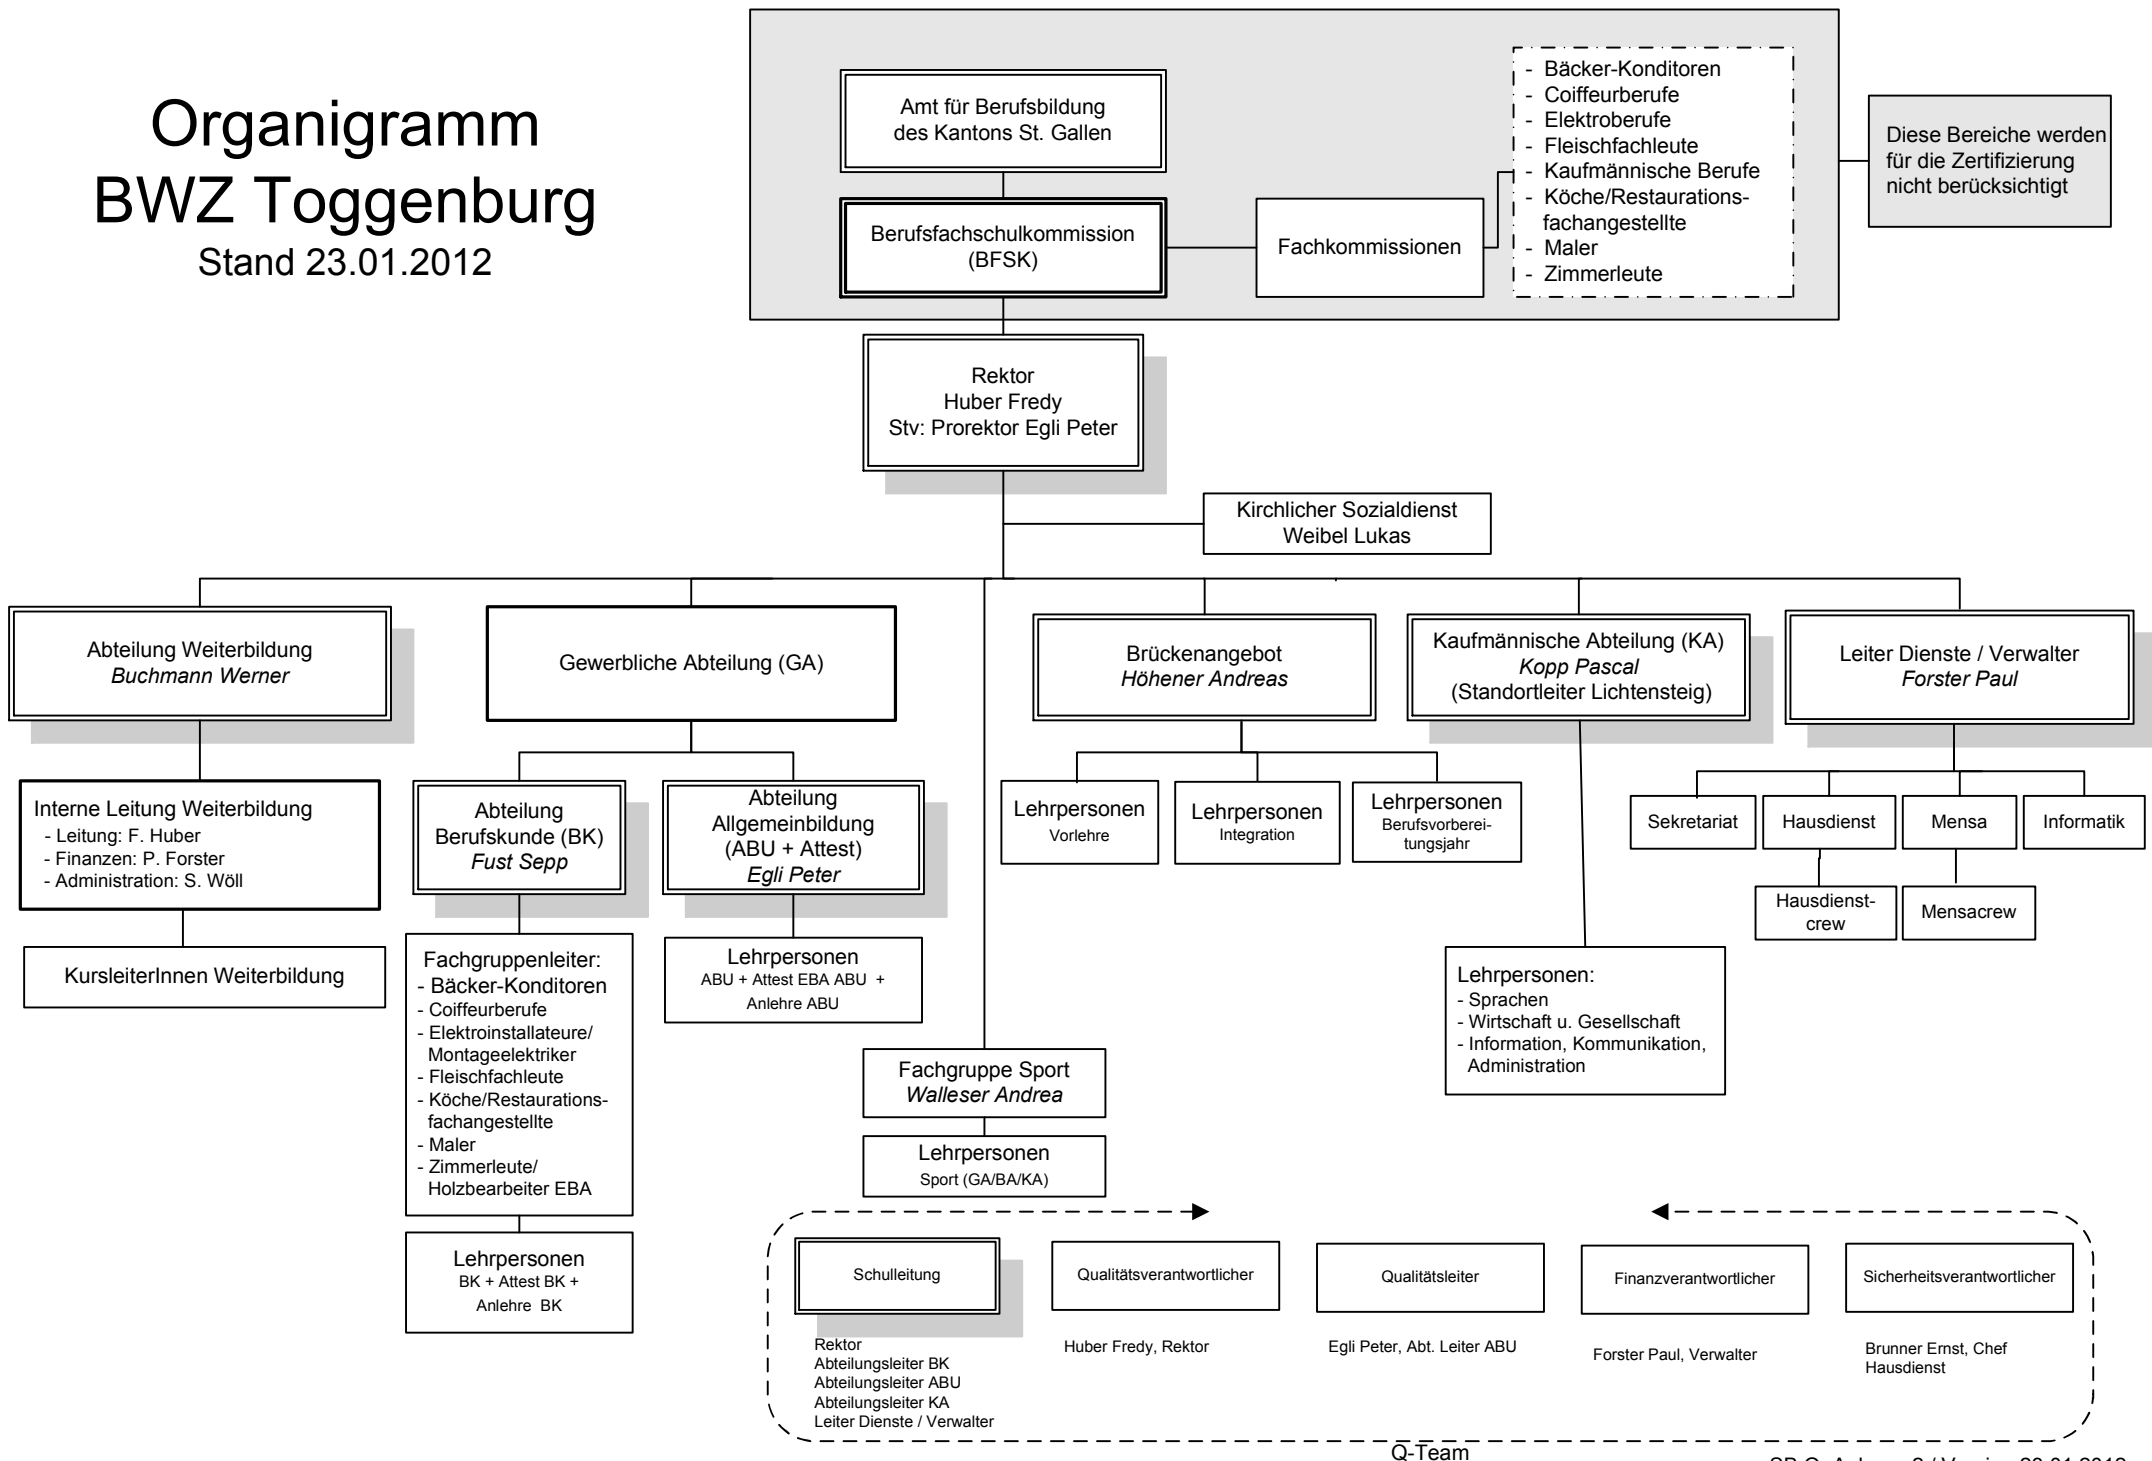 Organigramm
BWZ Toggenburg
Stand 23.01.2012
Amt für Berufsbildung
des Kantons St. Gallen
Berufsfachschulkommission
(BFSK)
Fachkommissionen
- Bäcker-Konditoren
- Coiffeurberufe
- Elektroberufe
- Fleischfachleute
- Kaufmännische Berufe
- Köche/Restaurations-
fachangestellte
- Maler
- Zimmerleute
Diese Bereiche werden
für die Zertifizierung
nicht berücksichtigt
Rektor
Huber Fredy
Stv: Prorektor Egli Peter
Kirchlicher Sozialdienst
Weibel Lukas
Abteilung Weiterbildung
Buchmann Werner
Gewerbliche Abteilung (GA)
Brückenangebot
Höhener Andreas
Kaufmännische Abteilung (KA)
Kopp Pascal
(Standortleiter Lichtensteig)
Leiter Dienste / Verwalter
Forster Paul
Interne Leitung Weiterbildung
- Leitung: F. Huber
- Finanzen: P. Forster
- Administration: S. Wöll
KursleiterInnen Weiterbildung
Abteilung
Berufskunde (BK)
Fust Sepp
Abteilung
Allgemeinbildung
(ABU + Attest)
Egli Peter
Lehrpersonen
Vorlehre
Lehrpersonen
Integration
Lehrpersonen
Berufsvorberei-
tungsjahr
Sekretariat
Hausdienst
Mensa
Informatik
Hausdienst-
crew
Mensacrew
Fachgruppenleiter:
- Bäcker-Konditoren
- Coiffeurberufe
- Elektroinstallateure/
Montageelektriker
- Fleischfachleute
- Köche/Restaurations-
fachangestellte
- Maler
- Zimmerleute/
Holzbearbeiter EBA
Lehrpersonen
BK + Attest BK +
Anlehre BK
Lehrpersonen
ABU + Attest EBA ABU +
Anlehre ABU
Fachgruppe Sport
Walleser Andrea
Lehrpersonen
Sport (GA/BA/KA)
Lehrpersonen:
- Sprachen
- Wirtschaft u. Gesellschaft
- Information, Kommunikation,
Administration
Schulleitung
Rektor
Abteilungsleiter BK
Abteilungsleiter ABU
Abteilungsleiter KA
Leiter Dienste / Verwalter
Qualitätsverantwortlicher
Huber Fredy, Rektor
Qualitätsleiter
Egli Peter, Abt. Leiter ABU
Finanzverantwortlicher
Forster Paul, Verwalter
Sicherheitsverantwortlicher
Brunner Ernst, Chef
Hausdienst
Q-Team